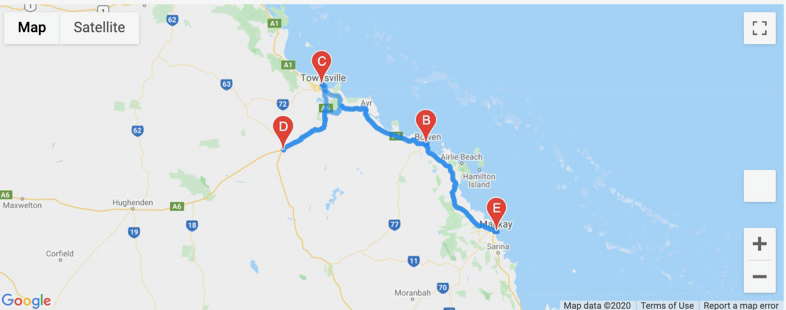 Map
Satellite
1
1
62
A1
A1
C
Townsville
63
72
Ayr
D
B
Bowen
62
Airlie Beach
Hamilton
Island
A6
Maxwelton
Hughenden
A6
E
Mackay
18
19
77
Sarina
Corfield
11
70
Moranbah
+
−
Google
Map data ©2020
Terms of Use
Report a map error